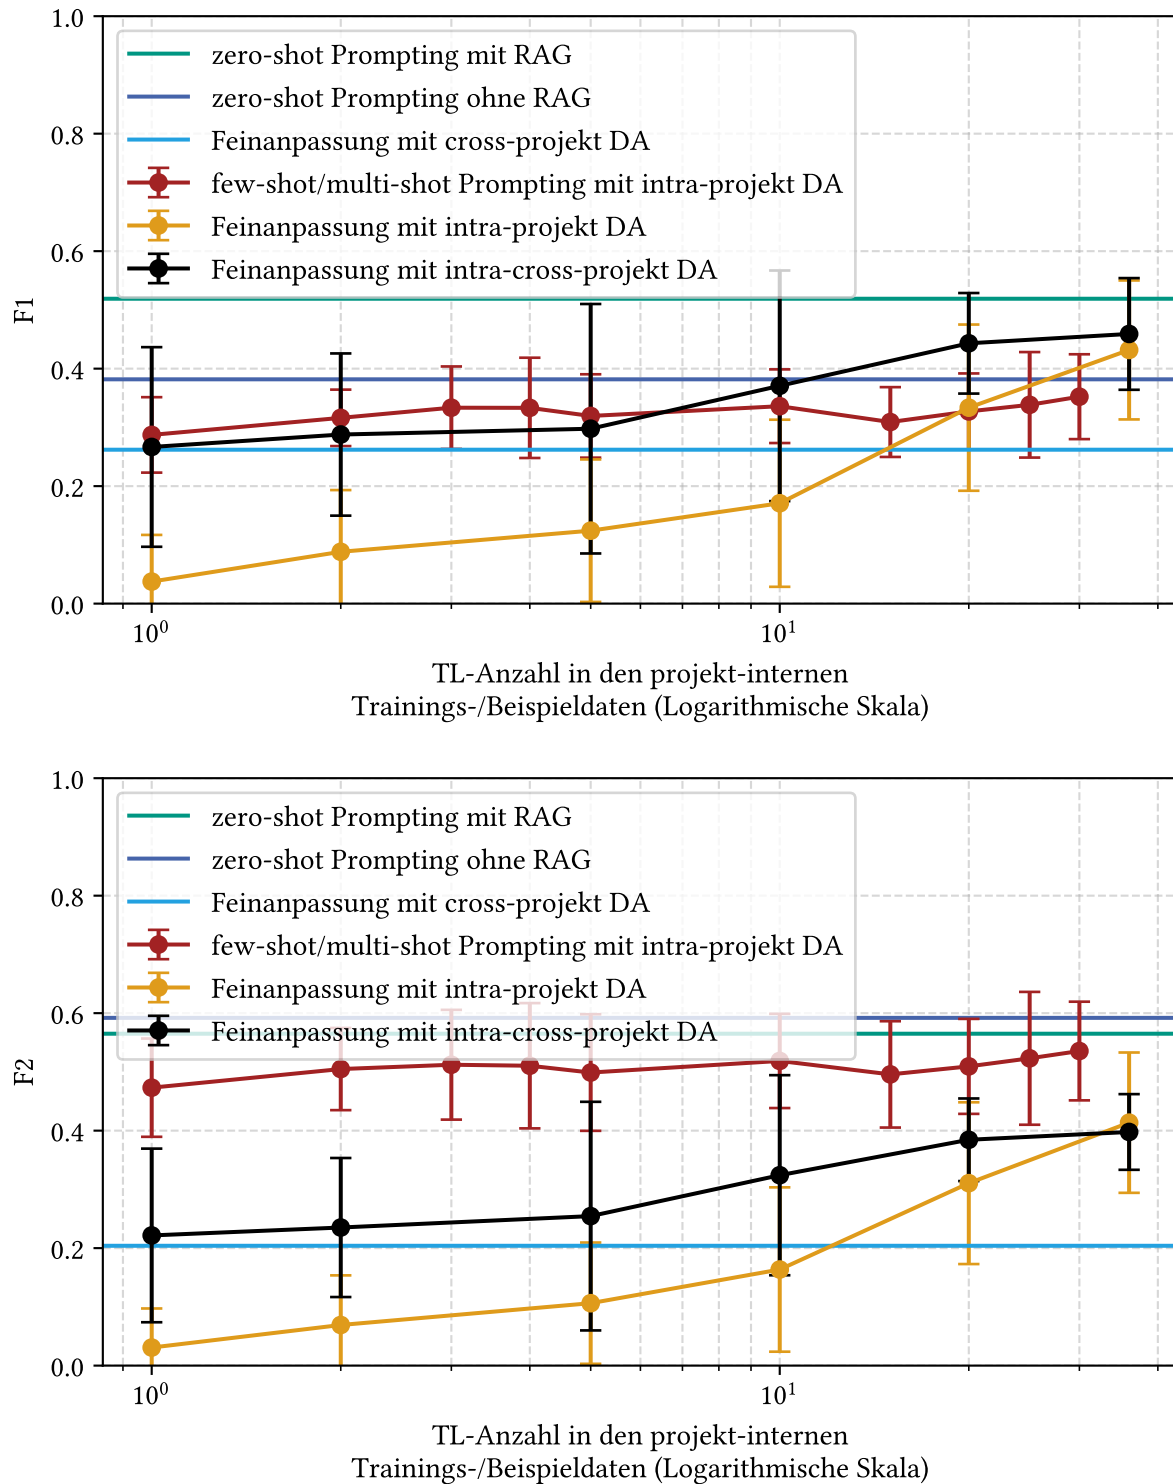 1.0
zero-shot Prompting mit RAG
zero-shot Prompting ohne RAG
0.8
Feinanpassung mit cross-projekt DA
few-shot/multi-shot Prompting mit intra-projekt DA
Feinanpassung mit intra-projekt DA
0.6
Feinanpassung mit intra-cross-projekt DA
F1
0.4
0.2
0.0
10⁰
10¹
TL-Anzahl in den projekt-internen
Trainings-/Beispieldaten (Logarithmische Skala)
1.0
zero-shot Prompting mit RAG
zero-shot Prompting ohne RAG
0.8
Feinanpassung mit cross-projekt DA
few-shot/multi-shot Prompting mit intra-projekt DA
Feinanpassung mit intra-projekt DA
0.6
Feinanpassung mit intra-cross-projekt DA
F2
0.4
0.2
0.0
10⁰
10¹
TL-Anzahl in den projekt-internen
Trainings-/Beispieldaten (Logarithmische Skala)